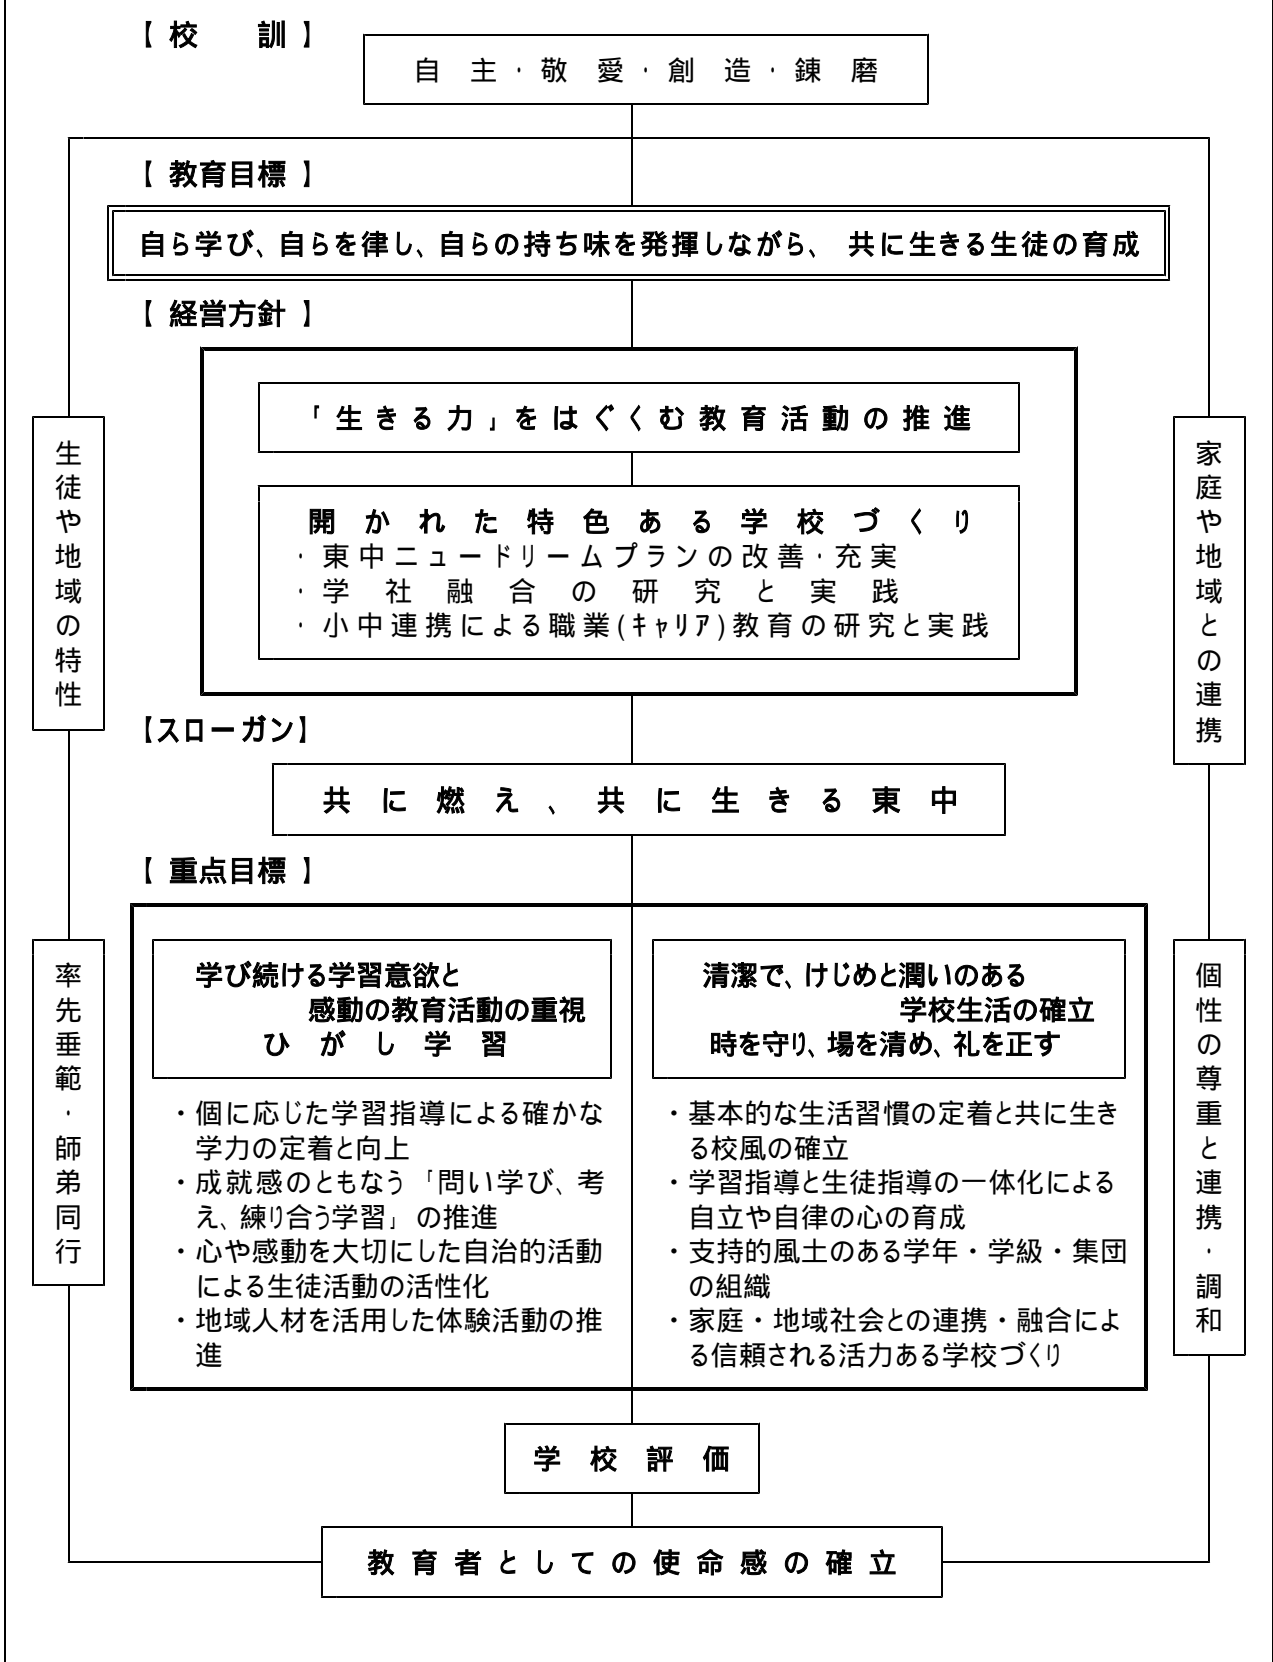 【 校　　訓 】
自　主・敬　愛・創　造・錬　磨
【 教育目標 】
自ら学び、自らを律し、自らの持ち味を発揮しながら、　共に生きる生徒の育成
【 経営方針 】
「生きる力」をはぐくむ教育活動の推進
開かれた特色ある学校づくり
・東中ニュードリームプランの改善・充実
・学社融合の研究と実践
・小中連携による職業(ｷｬﾘｱ)教育の研究と実践
生徒や地域の特性
家庭や地域との連携
【スローガン】
共に燃え、共に生きる東中
【 重点目標 】
学び続ける学習意欲と
感動の教育活動の重視
ひがし学習
・個に応じた学習指導による確かな
学力の定着と向上
・成就感のともなう「問い学び、考
え、練り合う学習」の推進
・心や感動を大切にした自治的活動
による生徒活動の活性化
・地域人材を活用した体験活動の推
進
清潔で、けじめと潤いのある
学校生活の確立
時を守り、場を清め、礼を正す
・基本的な生活習慣の定着と共に生き
る校風の確立
・学習指導と生徒指導の一体化による
自立や自律の心の育成
・支持的風土のある学年・学級・集団
の組織
・家庭・地域社会との連携・融合によ
る信頼される活力ある学校づくり
率先垂範・師弟同行
個性の尊重と連携・調和
学校評価
教育者としての使命感の確立